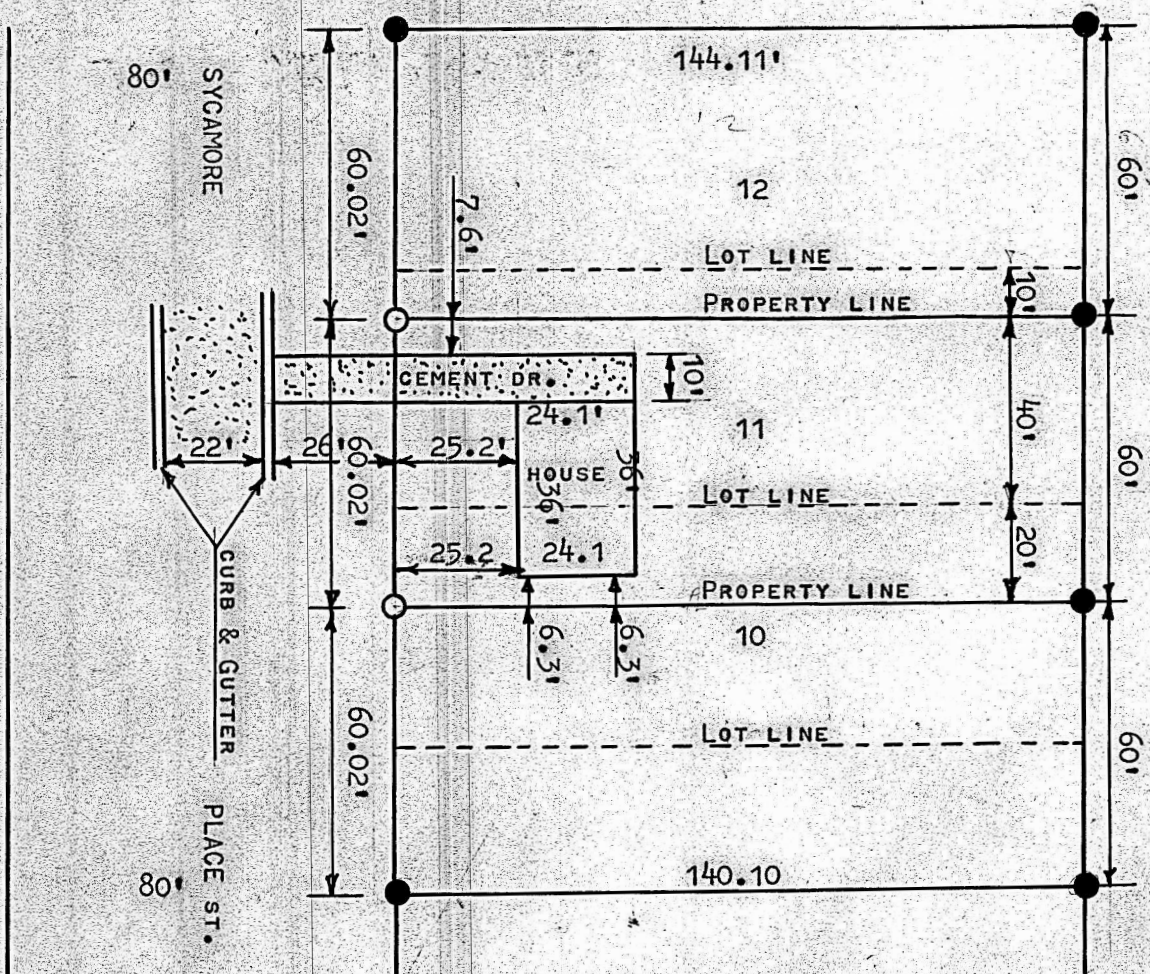 144.11'
80'
SYCAMORE
60.02'
60'
7.6'
12
LOT LINE
10'
PROPERTY LINE
CEMENT DR.
10'
24.1'
11
40'
22'
26'
60.02'
25.2'
HOUSE
36'
36'
60'
LOT LINE
20'
25.2
24.1
PROPERTY LINE
10
6.3'
6.3'
CURB & GUTTER
LOT LINE
60.02'
60'
PLACE ST.
80'
140.10